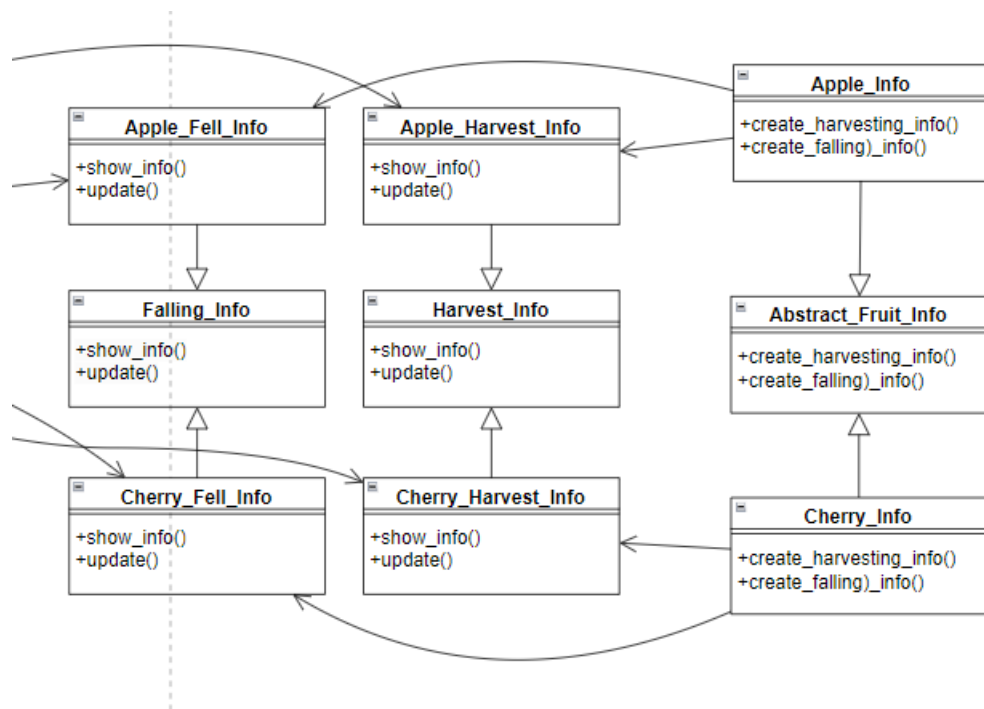 Apple_Info
+create_harvesting_info()
+create_falling)_info()
Apple_Fell_Info
+show_info()
+update()
Apple_Harvest_Info
+show_info()
+update()
Falling_Info
+show_info()
+update()
Harvest_Info
+show_info()
+update()
Abstract_Fruit_Info
+create_harvesting_info()
+create_falling)_info()
Cherry_Fell_Info
+show_info()
+update()
Cherry_Harvest_Info
+show_info()
+update()
Cherry_Info
+create_harvesting_info()
+create_falling)_info()